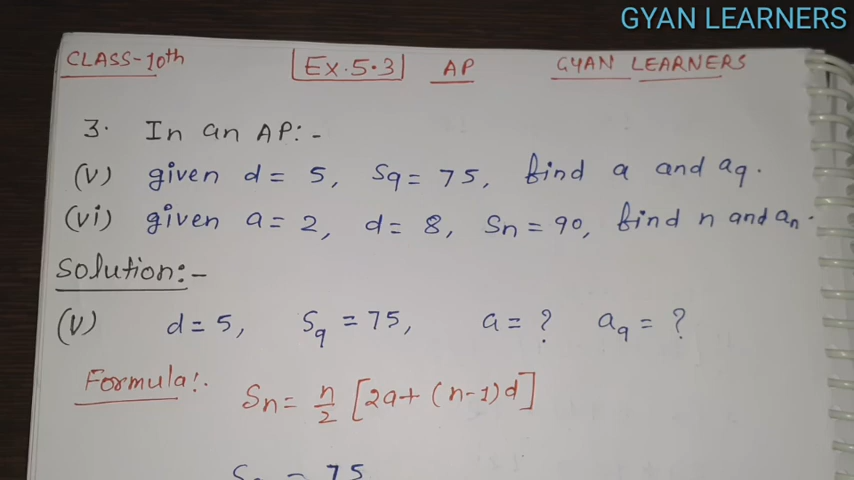 GYAN LEARNERS
CLASS-10th Ex.5.3 AP GYAN LEARNERS
3. In an AP:-
(v) given d = 5, S9 = 75, find a and a9.
(vi) given a = 2, d = 8, Sn = 90, find n and an.
Solution:-
(V) d = 5, S9 = 75, a = ? a9 = ?
Formula:. Sn = n/2 [2a + (n-1)d]
S9 = 75